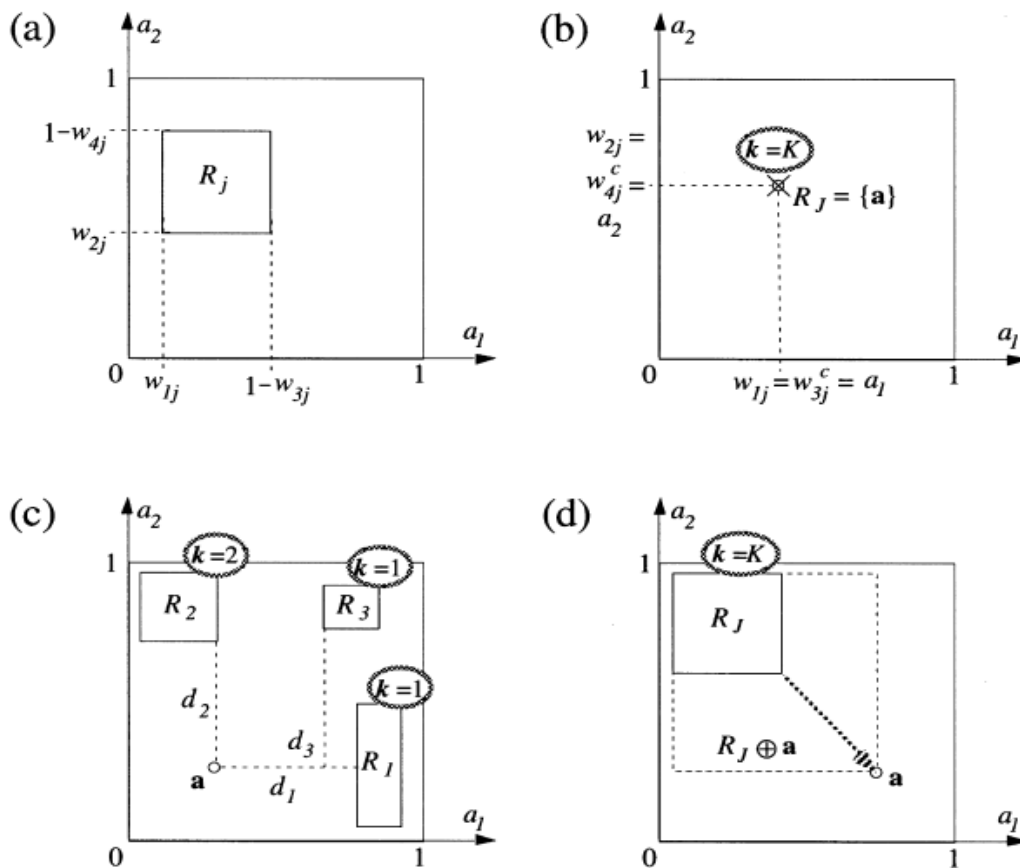 (a)
a2
1
1-w4j
Rj
w2j
a1
0
w1j
1-w3j
1
(b)
a2
1
k=K
w2j =
w4j^c =
a2
RJ = {a}
a1
0
w1j = w3j^c = a1
1
(c)
a2
1
k=2
k=1
R2
R3
k=1
d2
d3
R1
a
d1
a1
0
1
(d)
a2
1
k=K
RJ
RJ ⊕ a
a
a1
0
1